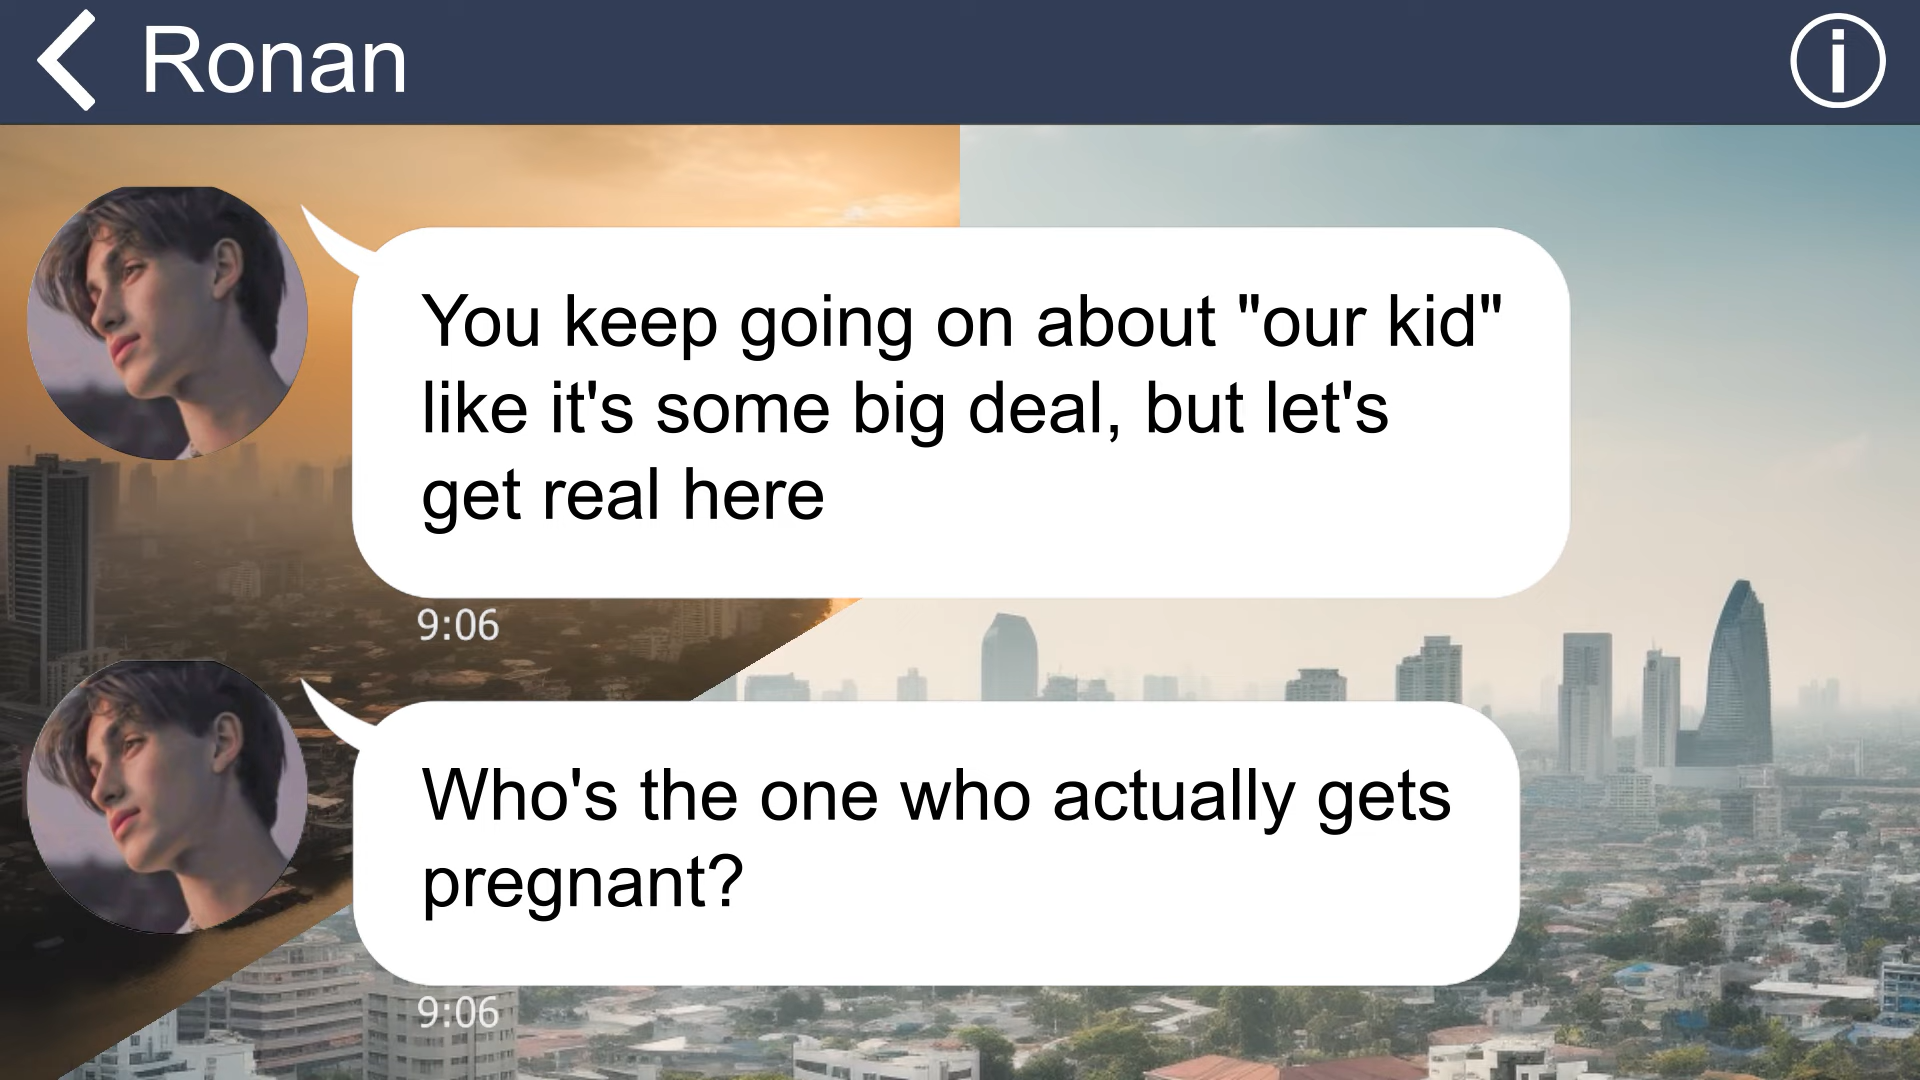 Ronan
You keep going on about "our kid"
like it's some big deal, but let's
get real here
9:06
Who's the one who actually gets
pregnant?
9:06